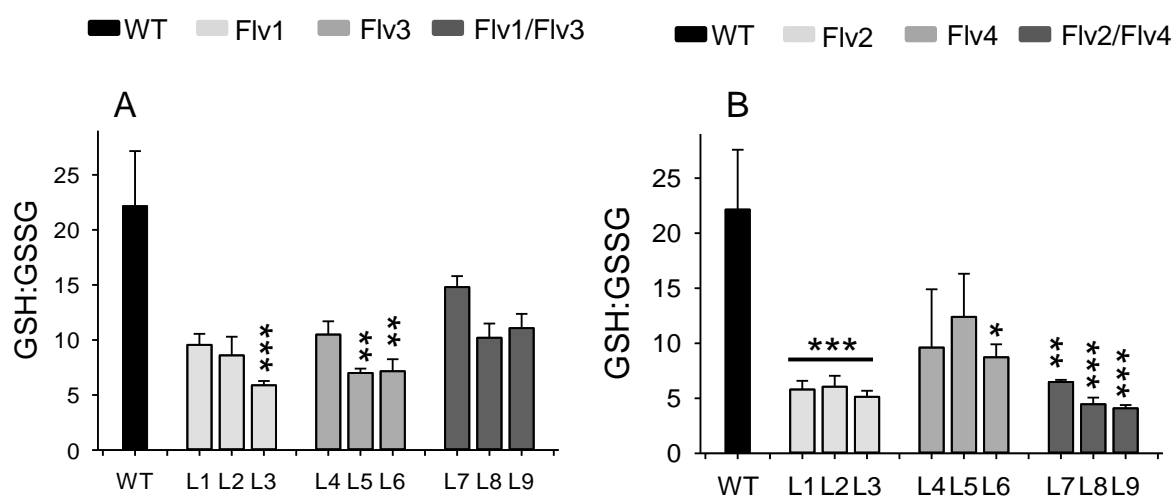 WT Flv1 Flv3 Flv1/Flv3
A
GSH:GSSG
25
20
15
10
5
0
***
**
**
WT L1 L2 L3 L4 L5 L6 L7 L8 L9
WT Flv2 Flv4 Flv2/Flv4
B
GSH:GSSG
25
20
15
10
5
0
***
*
**
***
***
WT L1 L2 L3 L4 L5 L6 L7 L8 L9